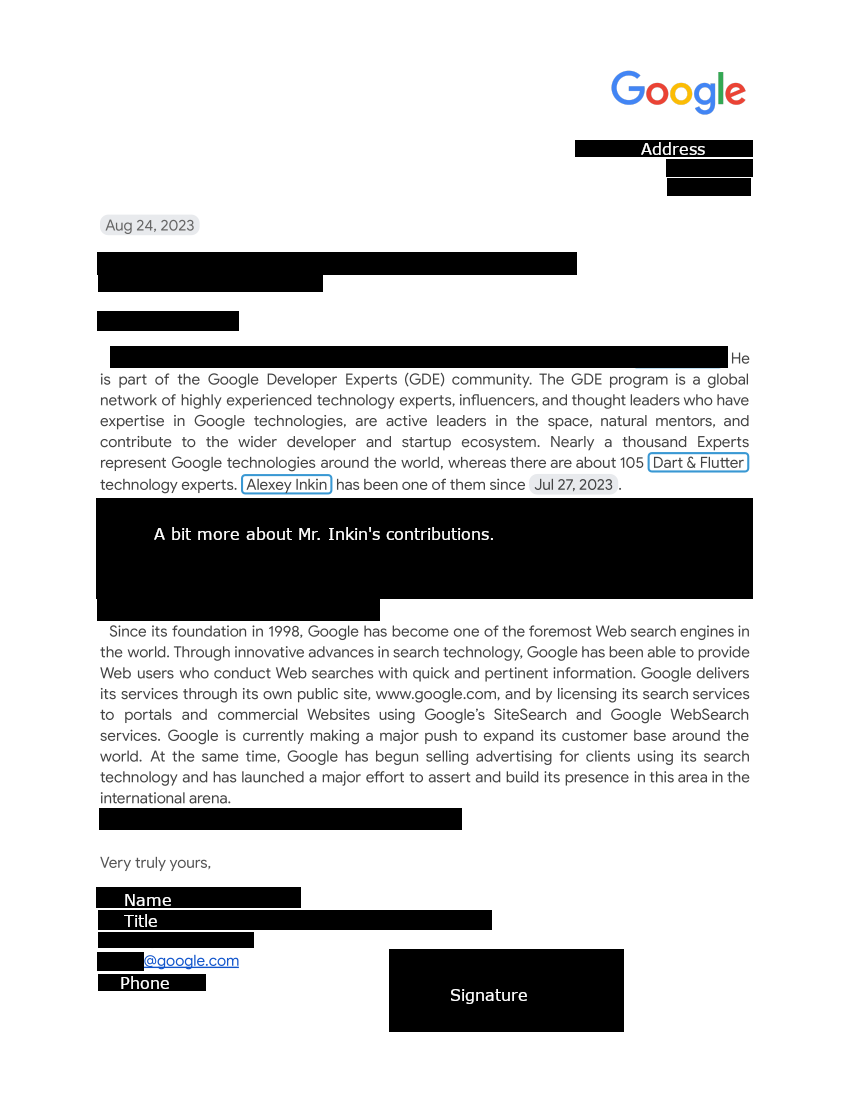 Google
Address
Aug 24, 2023
He
is part of the Google Developer Experts (GDE) community. The GDE program is a global
network of highly experienced technology experts, influencers, and thought leaders who have
expertise in Google technologies, are active leaders in the space, natural mentors, and
contribute to the wider developer and startup ecosystem. Nearly a thousand Experts
represent Google technologies around the world, whereas there are about 105 Dart & Flutter
technology experts. Alexey Inkin has been one of them since Jul 27, 2023 .
A bit more about Mr. Inkin's contributions.
Since its foundation in 1998, Google has become one of the foremost Web search engines in
the world. Through innovative advances in search technology, Google has been able to provide
Web users who conduct Web searches with quick and pertinent information. Google delivers
its services through its own public site, www.google.com, and by licensing its search services
to portals and commercial Websites using Google’s SiteSearch and Google WebSearch
services. Google is currently making a major push to expand its customer base around the
world. At the same time, Google has begun selling advertising for clients using its search
technology and has launched a major effort to assert and build its presence in this area in the
international arena.
Very truly yours,
Name
Title
@google.com
Phone
Signature